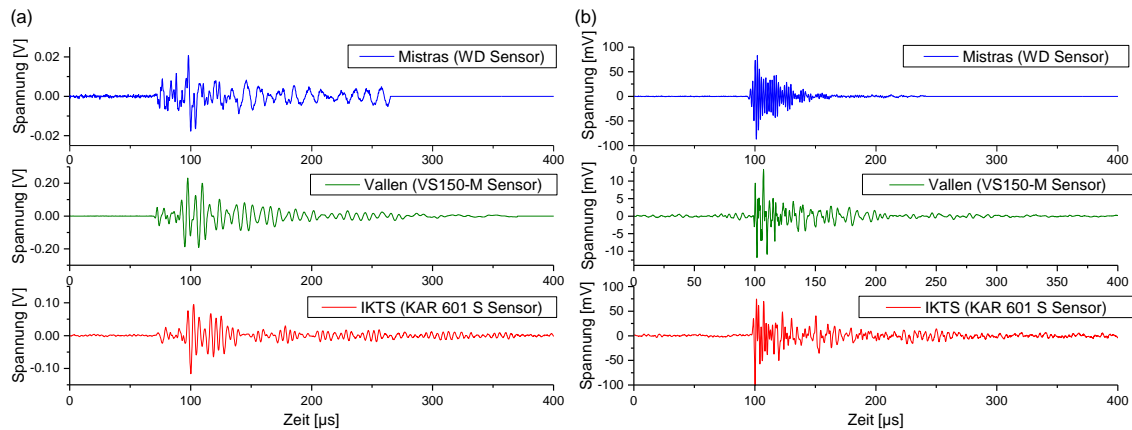 (a)
Spannung [V]
0.02
0.00
-0.02
Mistras (WD Sensor)
0 100 200 300 400
Spannung [V]
0.20
0.00
-0.20
Vallen (VS150-M Sensor)
0 100 200 300 400
Spannung [V]
0.10
0.00
-0.10
IKTS (KAR 601 S Sensor)
0 100 200 300 400
Zeit [µs]
(b)
Spannung [mV]
100
50
0
-50
-100
Mistras (WD Sensor)
0 100 200 300 400
Spannung [mV]
10
5
0
-5
-10
Vallen (VS150-M Sensor)
0 50 100 150 200 250 300 400
Spannung [mV]
100
50
0
-50
-100
IKTS (KAR 601 S Sensor)
0 100 200 300 400
Zeit [µs]